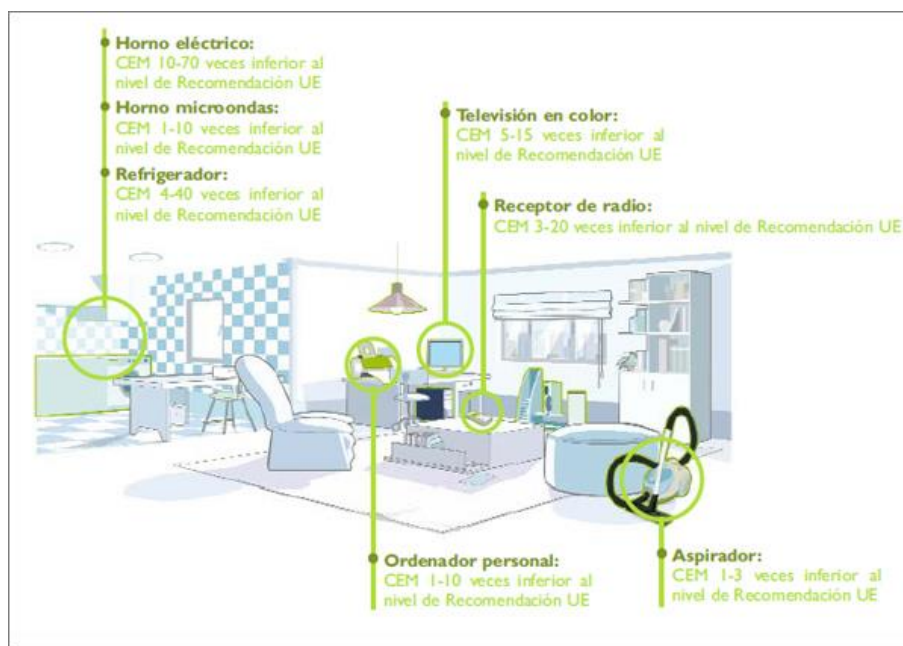 Horno eléctrico:
CEM 10-70 veces inferior al
nivel de Recomendación UE
Horno microondas:
CEM 1-10 veces inferior al
nivel de Recomendación UE
Refrigerador:
CEM 4-40 veces inferior al
nivel de Recomendación UE
Televisión en color:
CEM 5-15 veces inferior al
nivel de Recomendación UE
Receptor de radio:
CEM 3-20 veces inferior al nivel de Recomendación UE
Ordenador personal:
CEM 1-10 veces inferior al
nivel de Recomendación UE
Aspirador:
CEM 1-3 veces inferior al
nivel de Recomendación UE